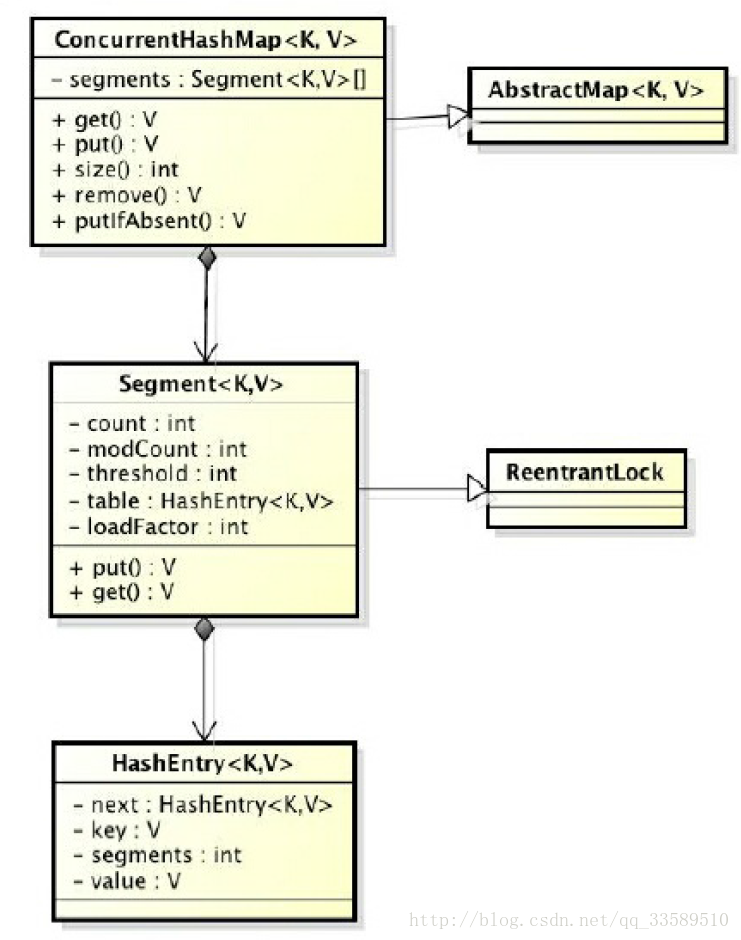 ConcurrentHashMap<K, V>
- segments : Segment<K,V>[]
+ get() : V
+ put() : V
+ size() : int
+ remove() : V
+ putIfAbsent() : V
AbstractMap<K, V>
Segment<K,V>
- count : int
- modCount : int
- threshold : int
- table : HashEntry<K,V>
- loadFactor : int
+ put() : V
+ get() : V
ReentrantLock
HashEntry<K,V>
- next : HashEntry<K,V>
- key : V
- segments : int
- value : V
http://blog.csdn.net/qq_33589510